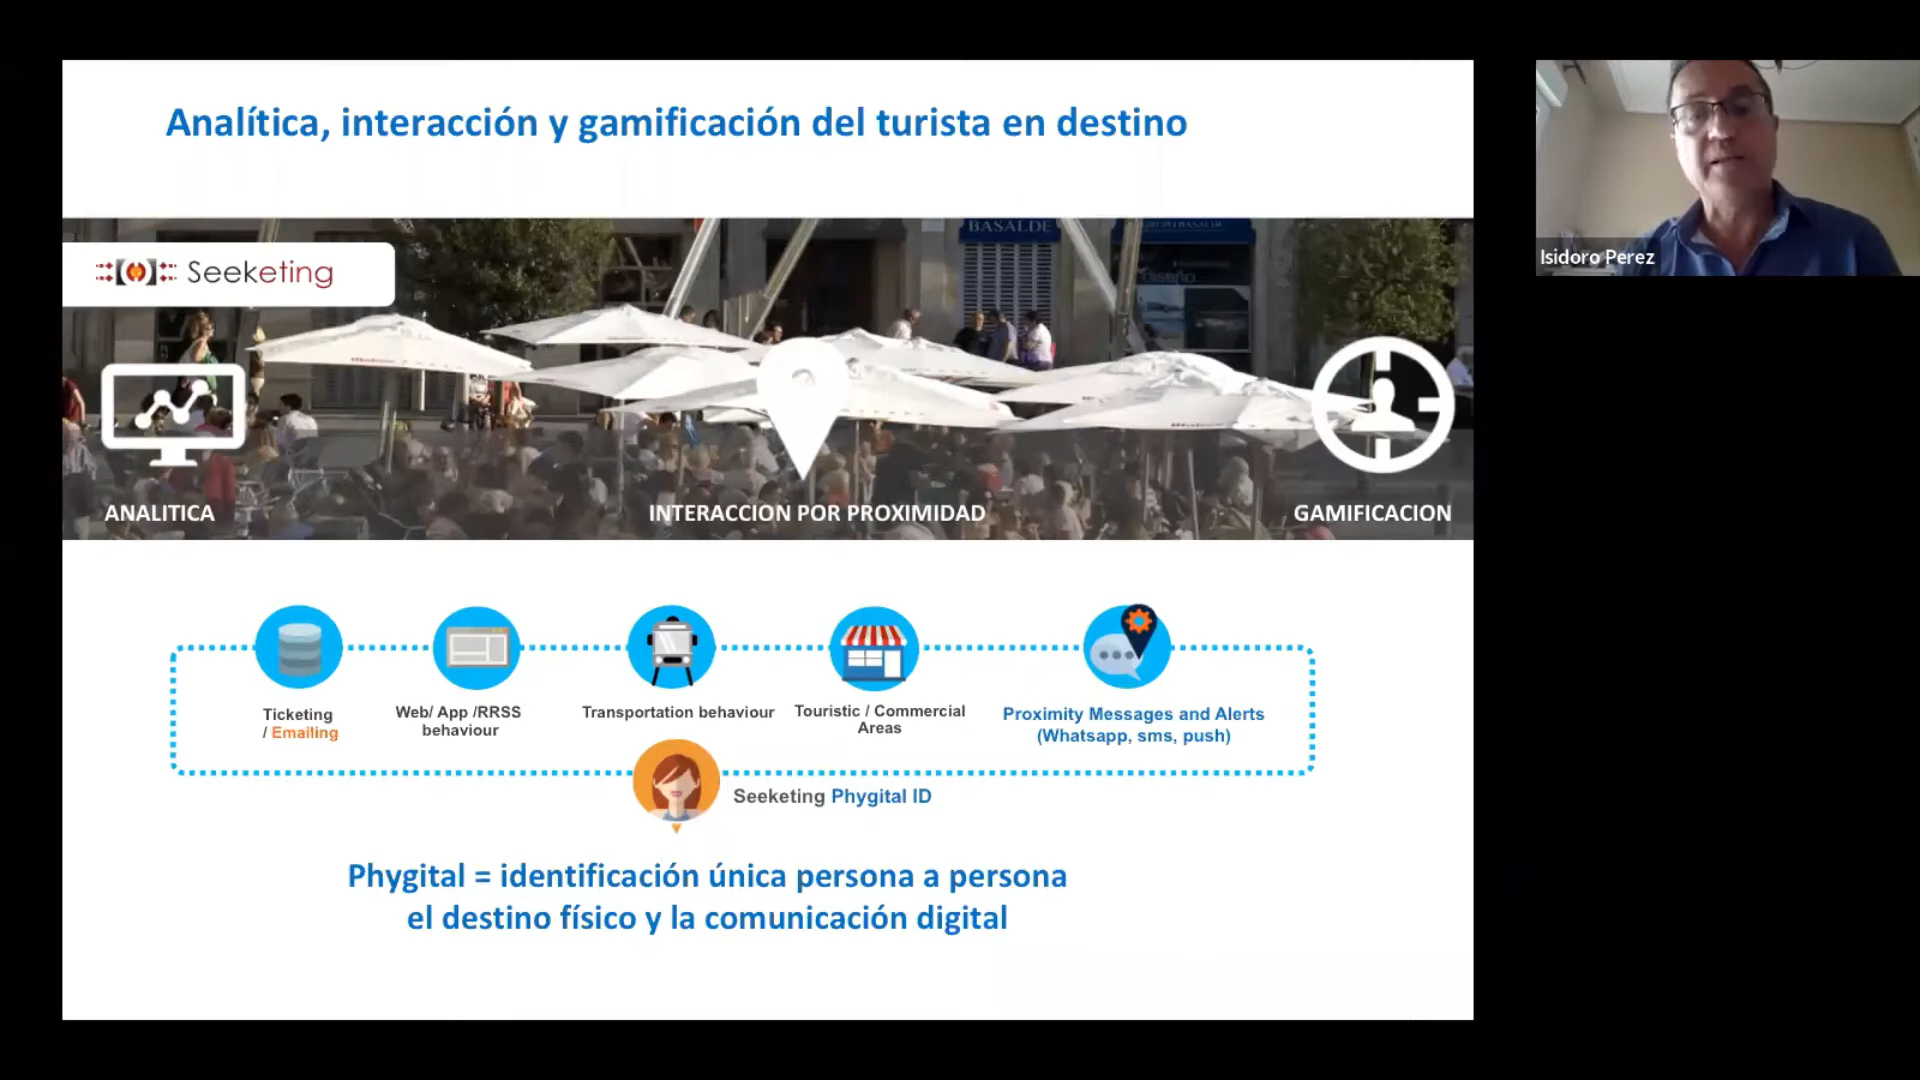 Analítica, interacción y gamificación del turista en destino
BASALDE
Seeketing
Isidoro Perez
ANALITICA
INTERACCION POR PROXIMIDAD
GAMIFICACION
Ticketing
/ Emailing
Web/ App /RRSS
behaviour
Transportation behaviour
Touristic / Commercial
Areas
Proximity Messages and Alerts
(Whatsapp, sms, push)
Seeketing Phygital ID
Phygital = identificación única persona a persona
el destino físico y la comunicación digital